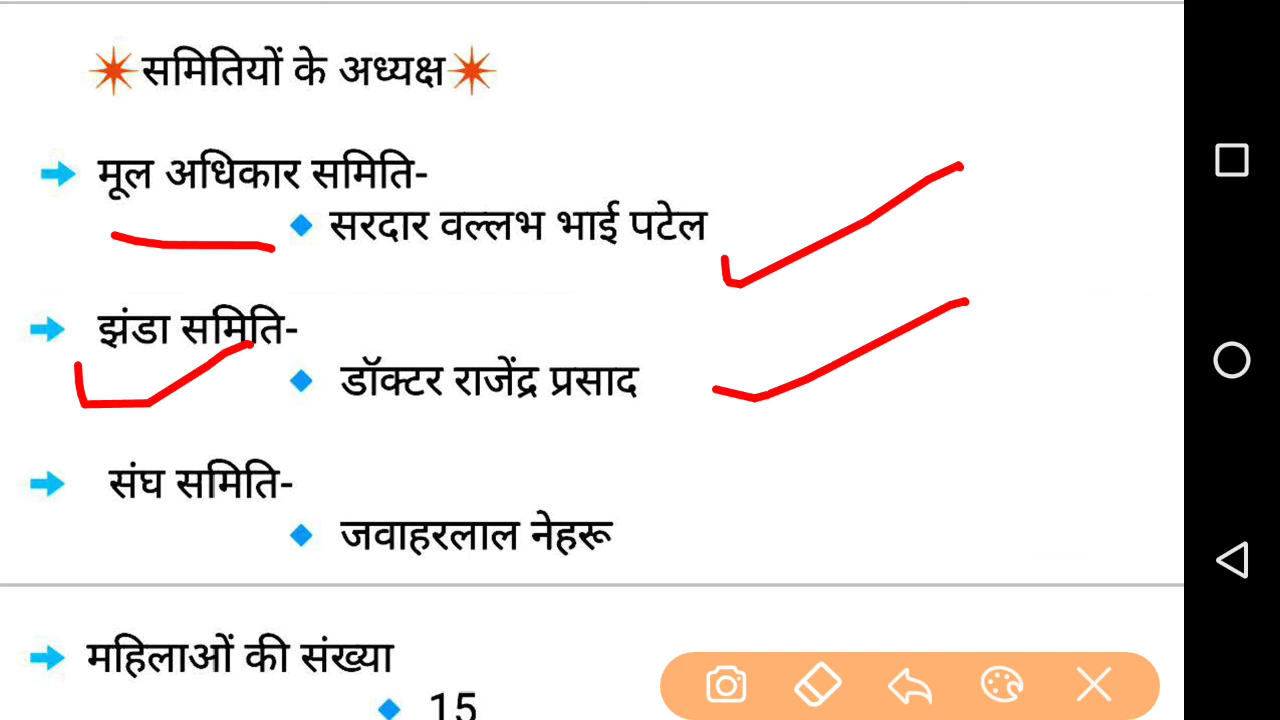 समितियों के अध्यक्ष
मूल अधिकार समिति-
सरदार वल्लभ भाई पटेल
झंडा समिति-
डॉक्टर राजेंद्र प्रसाद
संघ समिति-
जवाहरलाल नेहरू
महिलाओं की संख्या
15